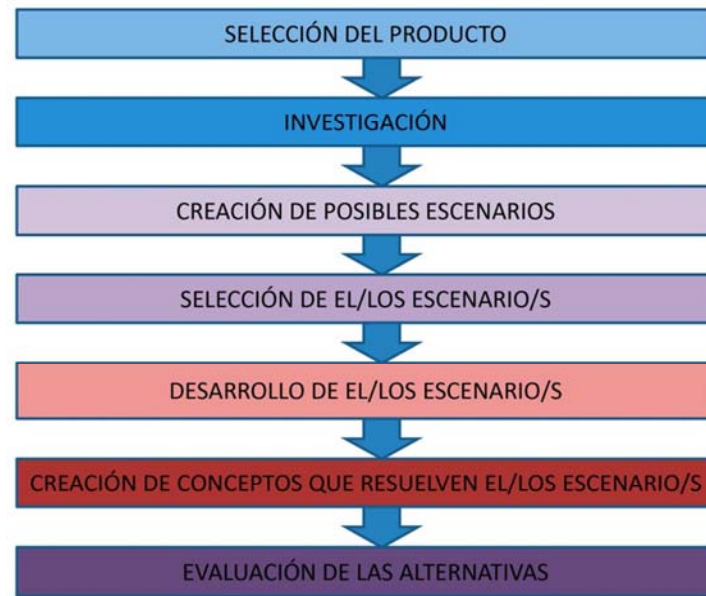 SELECCIÓN DEL PRODUCTO
INVESTIGACIÓN
CREACIÓN DE POSIBLES ESCENARIOS
SELECCIÓN DE EL/LOS ESCENARIO/S
DESARROLLO DE EL/LOS ESCENARIO/S
CREACIÓN DE CONCEPTOS QUE RESUELVEN EL/LOS ESCENARIO/S
EVALUACIÓN DE LAS ALTERNATIVAS